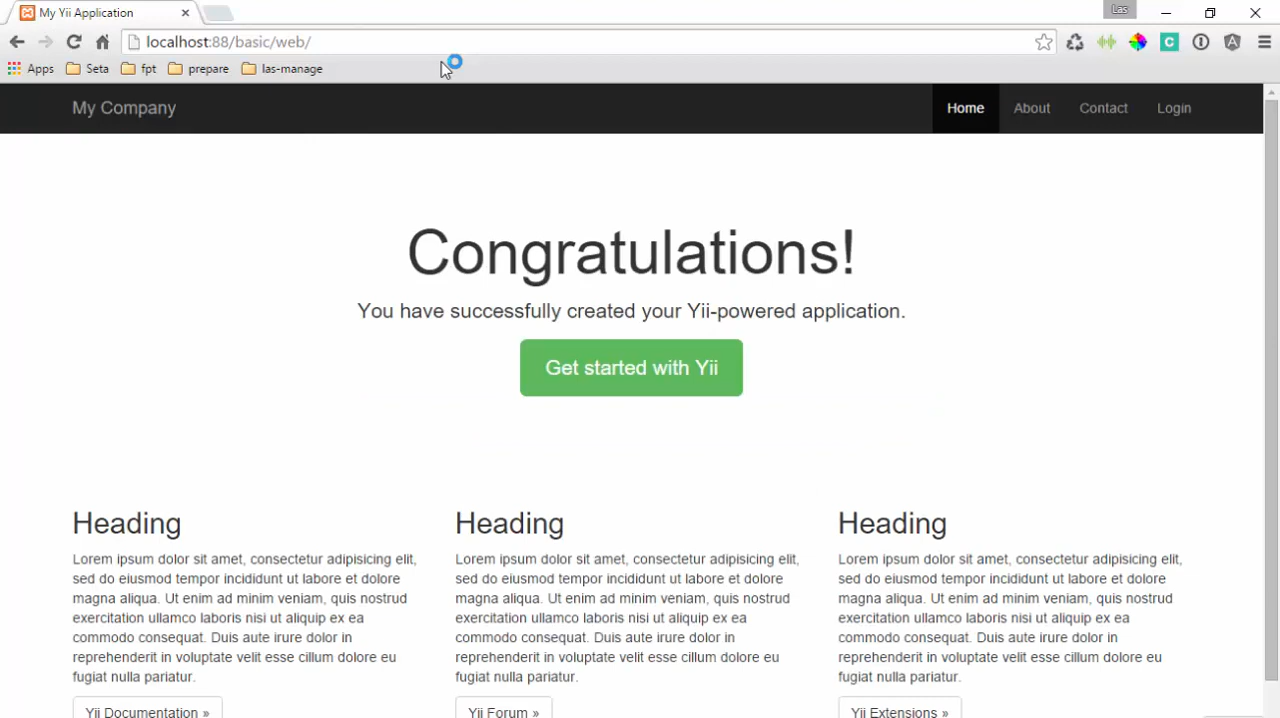 My Yii Application
Las
localhost:88/basic/web/
Apps Seta fpt prepare las-manage
My Company Home About Contact Login
Congratulations!
You have successfully created your Yii-powered application.
Get started with Yii
Heading
Lorem ipsum dolor sit amet, consectetur adipisicing elit,
sed do eiusmod tempor incididunt ut labore et dolore
magna aliqua. Ut enim ad minim veniam, quis nostrud
exercitation ullamco laboris nisi ut aliquip ex ea
commodo consequat. Duis aute irure dolor in
reprehenderit in voluptate velit esse cillum dolore eu
fugiat nulla pariatur.
Yii Documentation »
Heading
Lorem ipsum dolor sit amet, consectetur adipisicing elit,
sed do eiusmod tempor incididunt ut labore et dolore
magna aliqua. Ut enim ad minim veniam, quis nostrud
exercitation ullamco laboris nisi ut aliquip ex ea
commodo consequat. Duis aute irure dolor in
reprehenderit in voluptate velit esse cillum dolore eu
fugiat nulla pariatur.
Yii Forum »
Heading
Lorem ipsum dolor sit amet, consectetur adipisicing elit,
sed do eiusmod tempor incididunt ut labore et dolore
magna aliqua. Ut enim ad minim veniam, quis nostrud
exercitation ullamco laboris nisi ut aliquip ex ea
commodo consequat. Duis aute irure dolor in
reprehenderit in voluptate velit esse cillum dolore eu
fugiat nulla pariatur.
Yii Extensions »